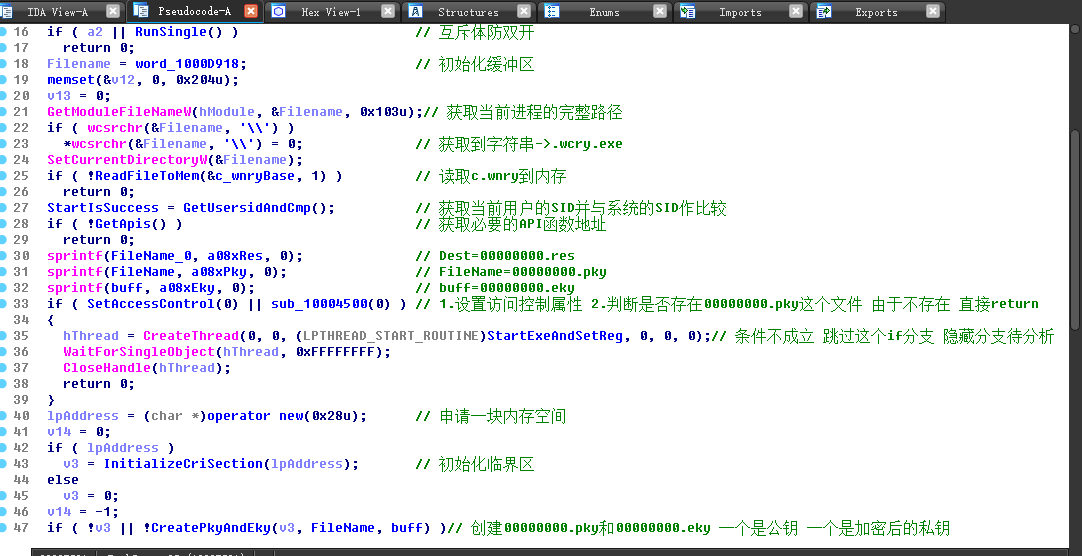 IDA View-A Pseudocode-A Hex View-1 Structures Enums Imports Exports
16 if ( a2 || RunSingle() ) // 互斥体防双开
17 return 0;
18 Filename = word_1000D918; // 初始化缓冲区
19 memset(&v12, 0, 0x204u);
20 v13 = 0;
21 GetModuleFileNameW(hModule, &Filename, 0x103u);// 获取当前进程的完整路径
22 if ( wcsrchr(&Filename, '\\') )
23 *wcsrchr(&Filename, '\\') = 0; // 获取到字符串->.wcry.exe
24 SetCurrentDirectoryW(&Filename);
25 if ( !ReadFileToMem(&c_wnryBase, 1) ) // 读取c.wnry到内存
26 return 0;
27 StartIsSuccess = GetUsersidAndCmp(); // 获取当前用户的SID并与系统的SID作比较
28 if ( !GetApis() ) // 获取必要的API函数地址
29 return 0;
30 sprintf(FileName_0, a08xRes, 0); // Dest=00000000.res
31 sprintf(FileName, a08xPky, 0); // FileName=00000000.pky
32 sprintf(buff, a08xEky, 0); // buff=00000000.eky
33 if ( SetAccessControl(0) || sub_10004500(0) ) // 1.设置访问控制属性 2.判断是否存在00000000.pky这个文件 由于不存在 直接return
34 {
35 hThread = CreateThread(0, 0, (LPTHREAD_START_ROUTINE)StartExeAndSetReg, 0, 0, 0);// 条件不成立 跳过这个if分支 隐藏分支待分析
36 WaitForSingleObject(hThread, 0xFFFFFFFF);
37 CloseHandle(hThread);
38 return 0;
39 }
40 lpAddress = (char *)operator new(0x28u); // 申请一块内存空间
41 v14 = 0;
42 if ( lpAddress )
43 v3 = InitializeCriSection(lpAddress); // 初始化临界区
44 else
45 v3 = 0;
46 v14 = -1;
47 if ( !v3 || !CreatePkyAndEky(v3, FileName, buff) )// 创建00000000.pky和00000000.eky 一个是公钥 一个是加密后的私钥